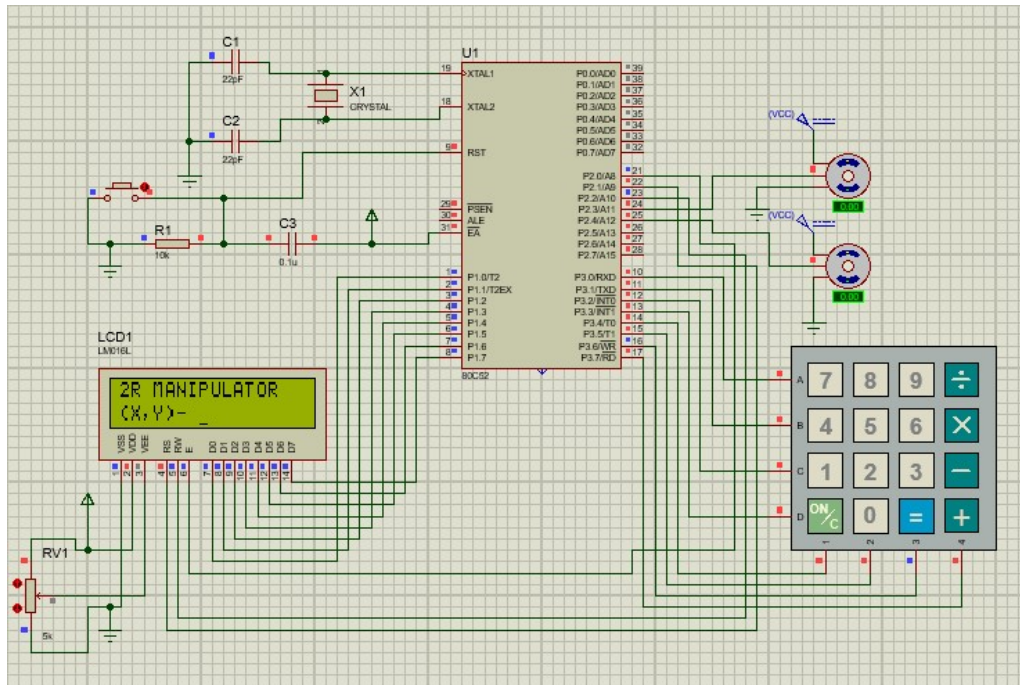 C1
22pF
X1
CRYSTAL
C2
22pF
R1
10k
C3
0.1u
U1
19 XTAL1
18 XTAL2
9 RST
29 PSEN
30 ALE
31 EA
1 P1.0/T2
2 P1.1/T2EX
3 P1.2
4 P1.3
5 P1.4
6 P1.5
7 P1.6
8 P1.7
P0.0/AD0 39
P0.1/AD1 38
P0.2/AD2 37
P0.3/AD3 36
P0.4/AD4 35
P0.5/AD5 34
P0.6/AD6 33
P0.7/AD7 32
P2.0/A8 21
P2.1/A9 22
P2.2/A10 23
P2.3/A11 24
P2.4/A12 25
P2.5/A13 26
P2.6/A14 27
P2.7/A15 28
P3.0/RXD 10
P3.1/TXD 11
P3.2/INT0 12
P3.3/INT1 13
P3.4/T0 14
P3.5/T1 15
P3.6/WR 16
P3.7/RD 17
80C52
(VCC)
0.00
(VCC)
0.00
LCD1
LM016L
2R MANIPULATOR
(X,Y)-_
VSS VDD VEE RS RW E D0 D1 D2 D3 D4 D5 D6 D7
1 2 3 4 5 6 7 8 9 10 11 12 13 14
RV1
5k
A 7 8 9 ÷
B 4 5 6 ×
C 1 2 3 −
D ON/C 0 = +
1 2 3 4